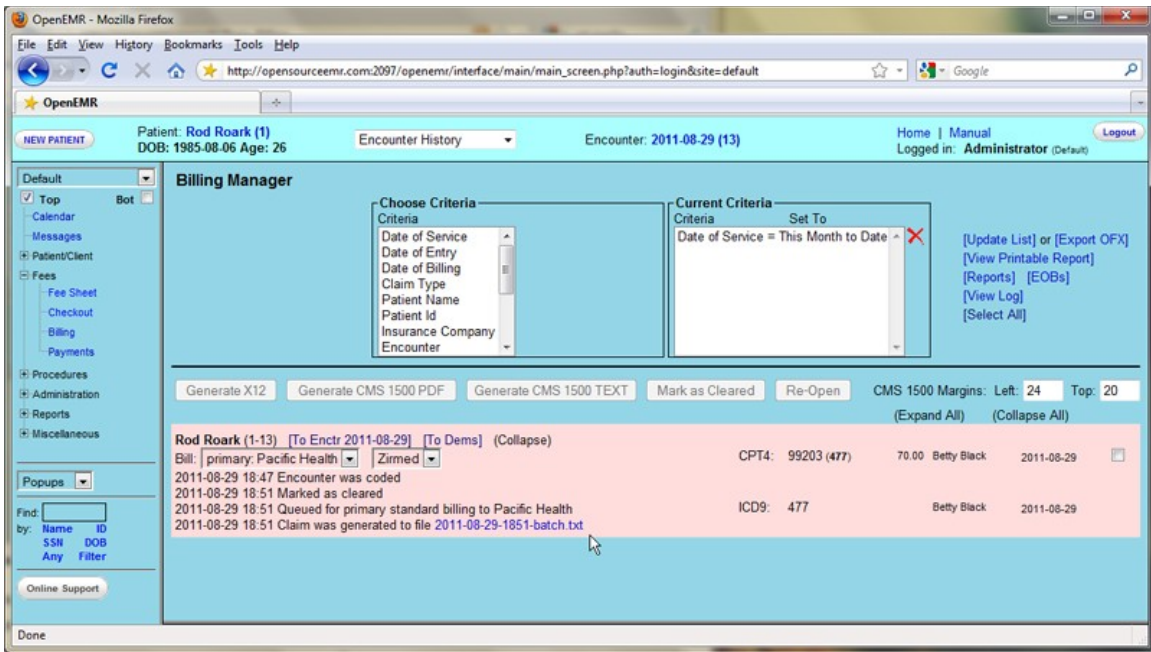 OpenEMR - Mozilla Firefox
File Edit View History Bookmarks Tools Help
http://opensourceemr.com:2097/openemr/interface/main/main_screen.php?auth=login&site=default
Google
OpenEMR
NEW PATIENT
Patient: Rod Roark (1)
DOB: 1985-08-06 Age: 26
Encounter History
Encounter: 2011-08-29 (13)
Home | Manual
Logged in: Administrator (Default)
Logout
Default
Top Bot
Calendar
Messages
Patient/Client
Fees
Fee Sheet
Checkout
Billing
Payments
Procedures
Administration
Reports
Miscellaneous
Popups
Find:
by: Name ID
SSN DOB
Any Filter
Online Support
Billing Manager
Choose Criteria
Criteria
Date of Service
Date of Entry
Date of Billing
Claim Type
Patient Name
Patient Id
Insurance Company
Encounter
Current Criteria
Criteria Set To
Date of Service = This Month to Date
[Update List] or [Export OFX]
[View Printable Report]
[Reports] [EOBs]
[View Log]
[Select All]
Generate X12 Generate CMS 1500 PDF Generate CMS 1500 TEXT Mark as Cleared Re-Open CMS 1500 Margins: Left: 24 Top: 20
(Expand All) (Collapse All)
Rod Roark (1-13) [To Enctr 2011-08-29] [To Dems] (Collapse)
Bill: primary: Pacific Health Zirmed CPT4: 99203 (477) 70.00 Betty Black 2011-08-29
2011-08-29 18:47 Encounter was coded
2011-08-29 18:51 Marked as cleared
2011-08-29 18:51 Queued for primary standard billing to Pacific Health ICD9: 477 Betty Black 2011-08-29
2011-08-29 18:51 Claim was generated to file 2011-08-29-1851-batch.txt
Done